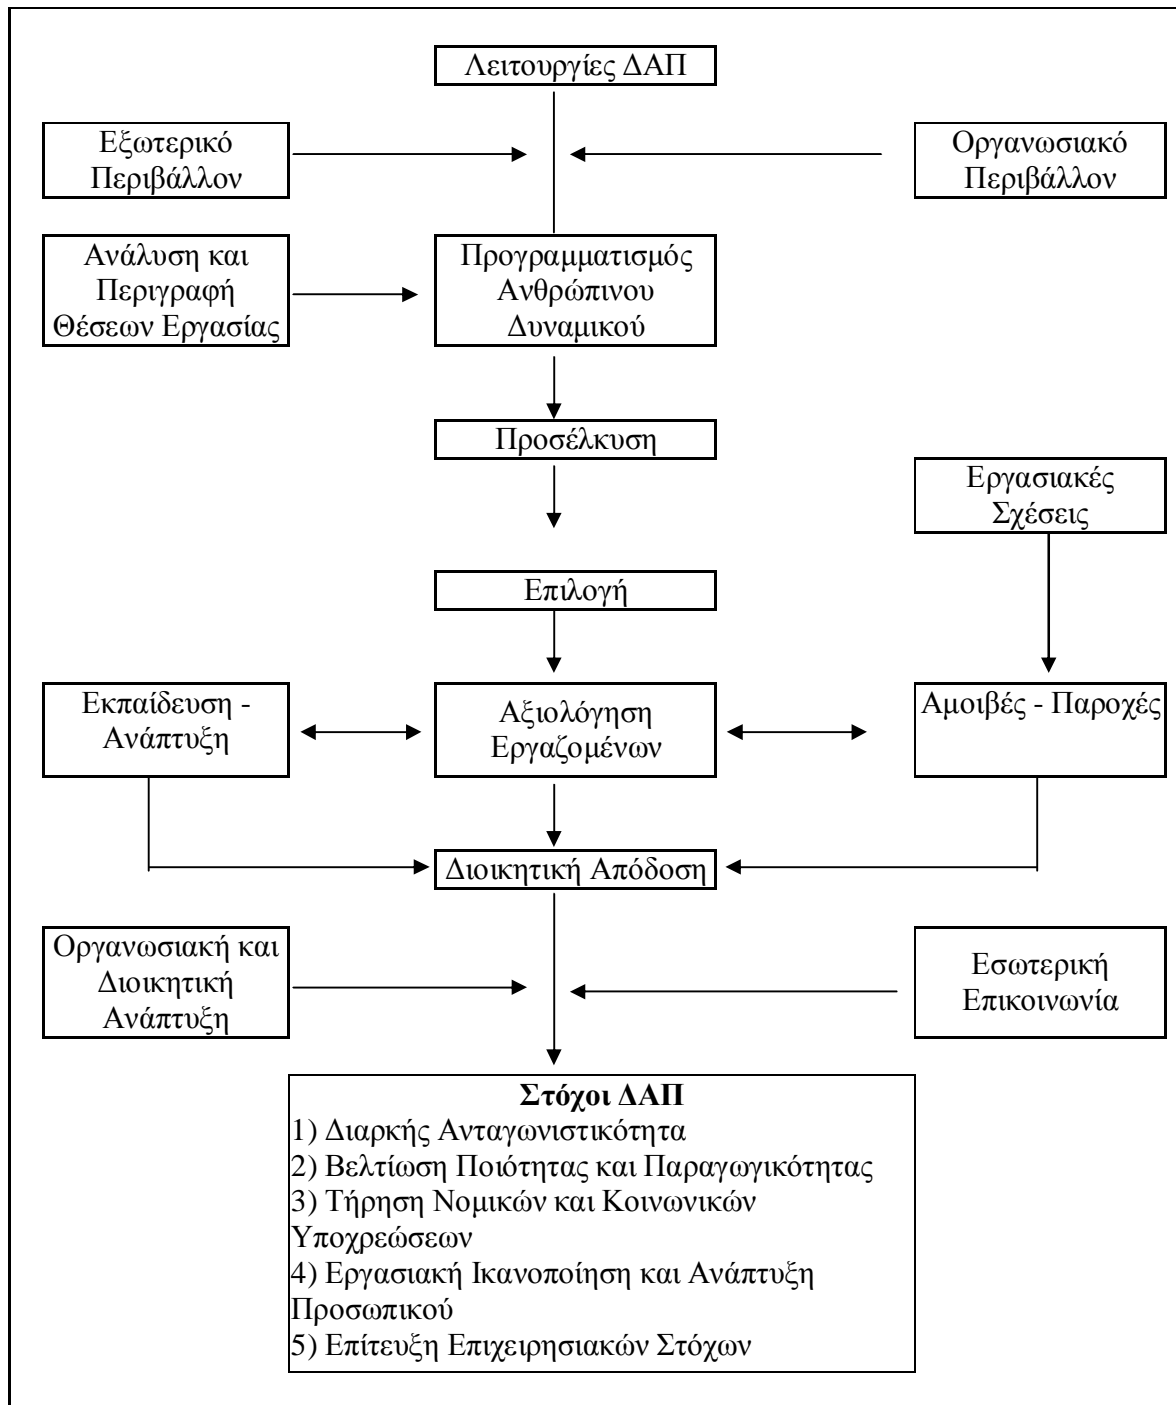 Λειτουργίες ΔΑΠ
Εξωτερικό
Περιβάλλον
Οργανωσιακό
Περιβάλλον
Ανάλυση και
Περιγραφή
Θέσεων Εργασίας
Προγραμματισμός
Ανθρώπινου
Δυναμικού
Προσέλκυση
Εργασιακές
Σχέσεις
Επιλογή
Εκπαίδευση -
Ανάπτυξη
Αξιολόγηση
Εργαζομένων
Αμοιβές - Παροχές
Διοικητική Απόδοση
Οργανωσιακή και
Διοικητική
Ανάπτυξη
Εσωτερική
Επικοινωνία
Στόχοι ΔΑΠ
1) Διαρκής Ανταγωνιστικότητα
2) Βελτίωση Ποιότητας και Παραγωγικότητας
3) Τήρηση Νομικών και Κοινωνικών
Υποχρεώσεων
4) Εργασιακή Ικανοποίηση και Ανάπτυξη
Προσωπικού
5) Επίτευξη Επιχειρησιακών Στόχων